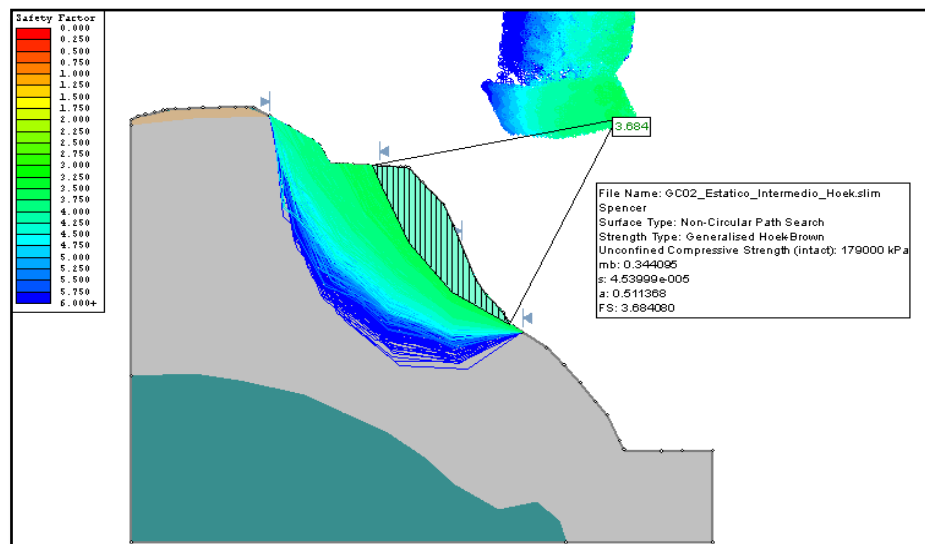 Safety Factor
0.000
0.250
0.500
0.750
1.000
1.250
1.500
1.750
2.000
2.250
2.500
2.750
3.000
3.250
3.500
3.750
4.000
4.250
4.500
4.750
5.000
5.250
5.500
5.750
6.000+
3.684
File Name: GC02_Estatico_Intermedio_Hoek.slim
Spencer
Surface Type: Non-Circular Path Search
Strength Type: Generalised Hoek-Brown
Unconfined Compressive Strength (intact): 179000 kPa
mb: 0.344095
s: 4.53999e-005
a: 0.511368
FS: 3.684080